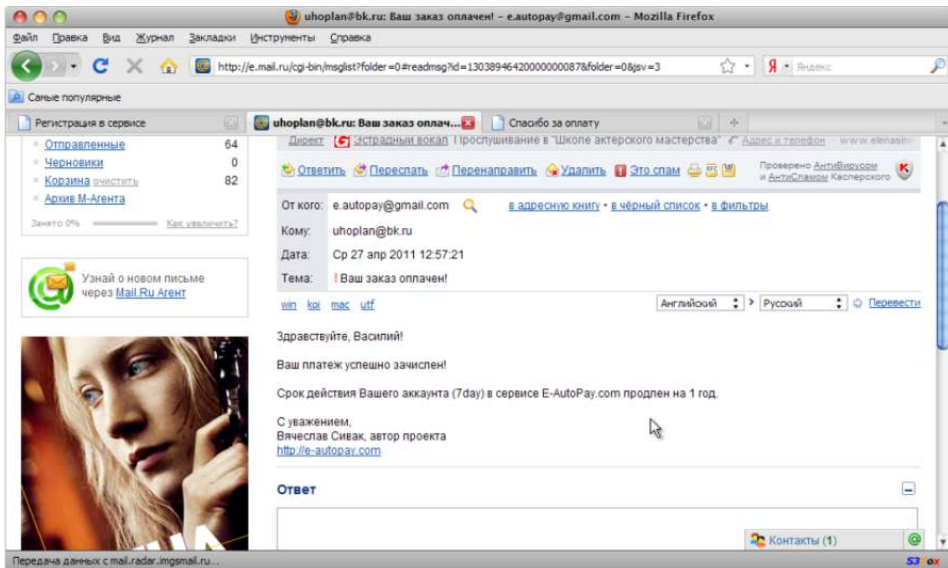 uhoplan@bk.ru: Ваш заказ оплачен! - e.autopay@gmail.com - Mozilla Firefox
Файл Правка Вид Журнал Закладки Инструменты Справка
http://e.mail.ru/cgi-bin/msglist?folder=0#readmsg?id=13038946420000000087&folder=0&jsv=3
Я Яндекс
Самые популярные
Регистрация в сервисе
uhoplan@bk.ru: Ваш заказ оплач...
Спасибо за оплату
Отправленные 64
Черновики 0
Корзина очистить 82
Архив М-Агента
Занято 0% Как увеличить?
Узнай о новом письме
через Mail.Ru Агент
Директ Эстрадный вокал Прослушивание в "Школе актерского мастерства" Адрес и телефон www.elenasin
Ответить Переслать Перенаправить Удалить Это спам
Проверено АнтиВирусом
и АнтиСпамом Касперского
От кого: e.autopay@gmail.com в адресную книгу • в чёрный список • в фильтры
Кому: uhoplan@bk.ru
Дата: Ср 27 апр 2011 12:57:21
Тема: ! Ваш заказ оплачен!
win koi mac utf
Английский > Русский Перевести
Здравствуйте, Василий!
Ваш платеж успешно зачислен!
Срок действия Вашего аккаунта (7day) в сервисе E-AutoPay.com продлен на 1 год.
С уважением,
Вячеслав Сивак, автор проекта
http://e-autopay.com
Ответ
Контакты (1) @
Передача данных с mail.radar.imgsmail.ru...